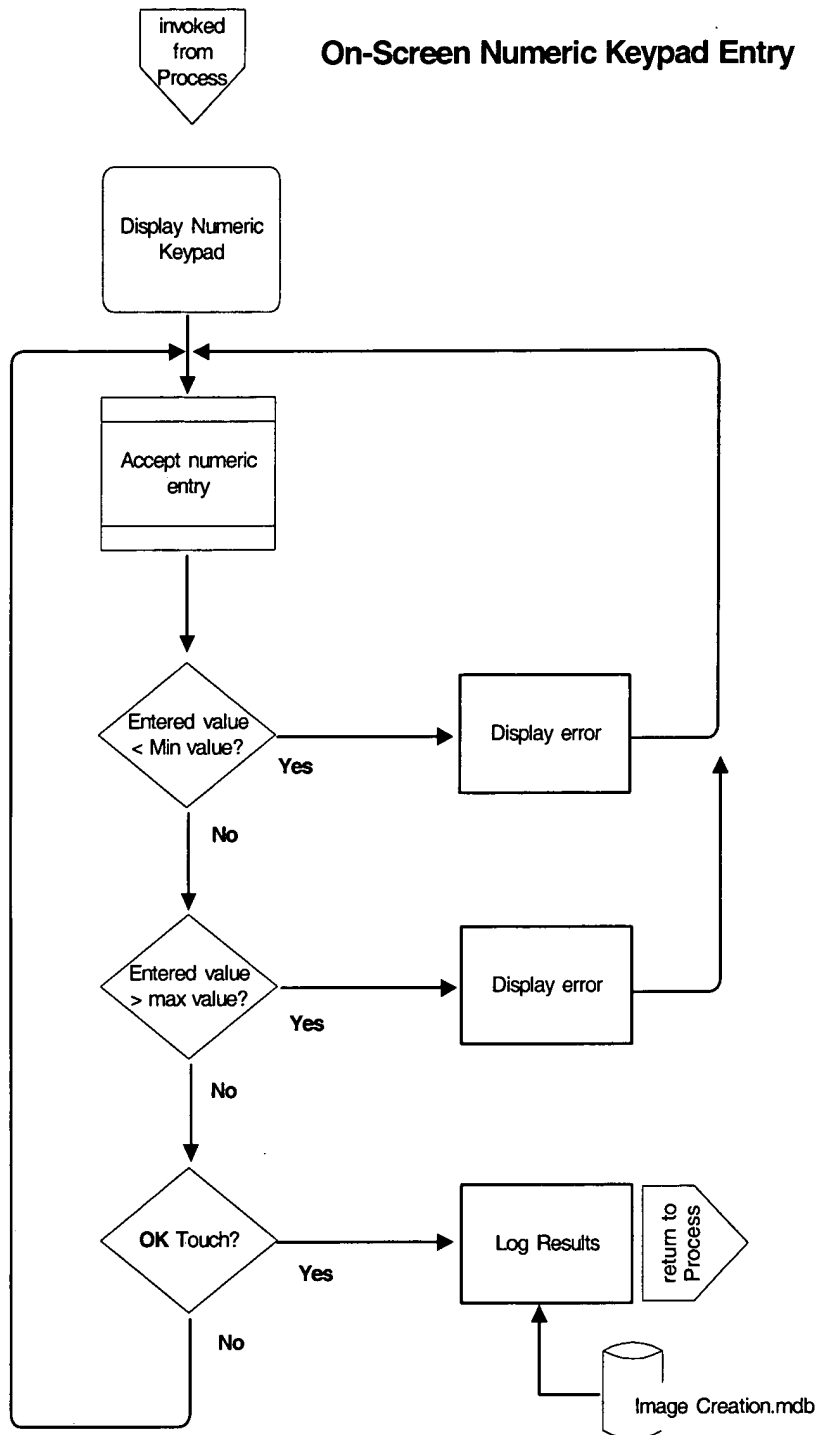 invoked
from
Process
On-Screen Numeric Keypad Entry
Display Numeric
Keypad
Accept numeric
entry
Entered value
< Min value?
Yes
Display error
No
Entered value
> max value?
Yes
Display error
No
OK Touch?
Yes
Log Results
return to
Process
No
Image Creation.mdb